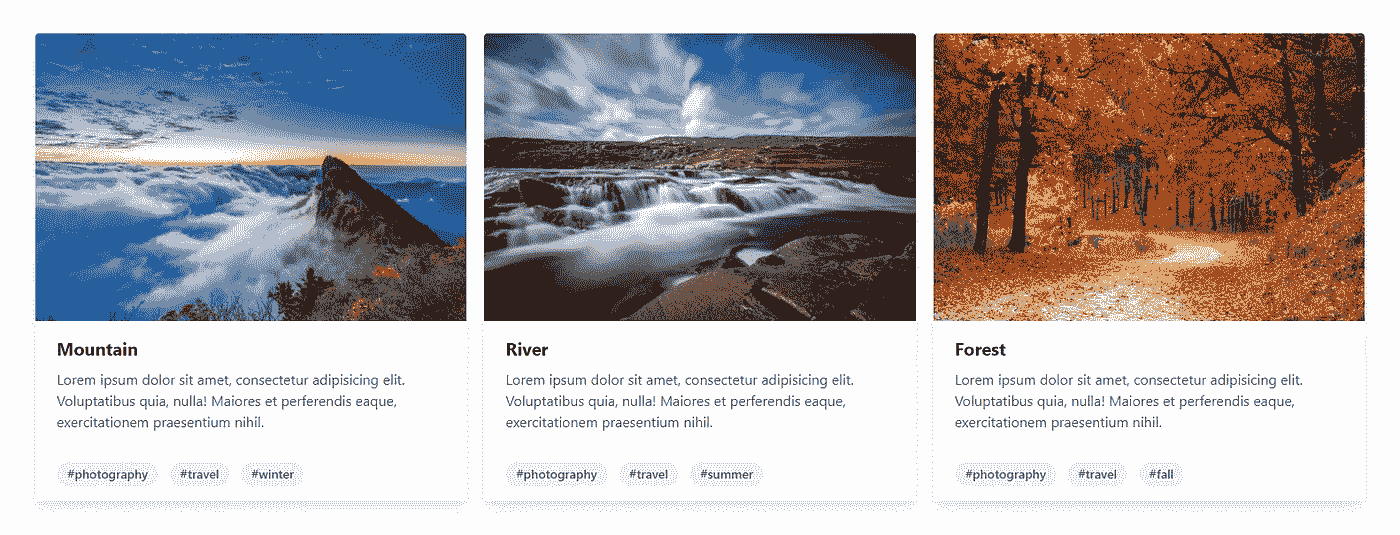 Mountain
Lorem ipsum dolor sit amet, consectetur adipisicing elit.
Voluptatibus quia, nulla! Maiores et perferendis eaque,
exercitationem praesentium nihil.
#photography #travel #winter
River
Lorem ipsum dolor sit amet, consectetur adipisicing elit.
Voluptatibus quia, nulla! Maiores et perferendis eaque,
exercitationem praesentium nihil.
#photography #travel #summer
Forest
Lorem ipsum dolor sit amet, consectetur adipisicing elit.
Voluptatibus quia, nulla! Maiores et perferendis eaque,
exercitationem praesentium nihil.
#photography #travel #fall